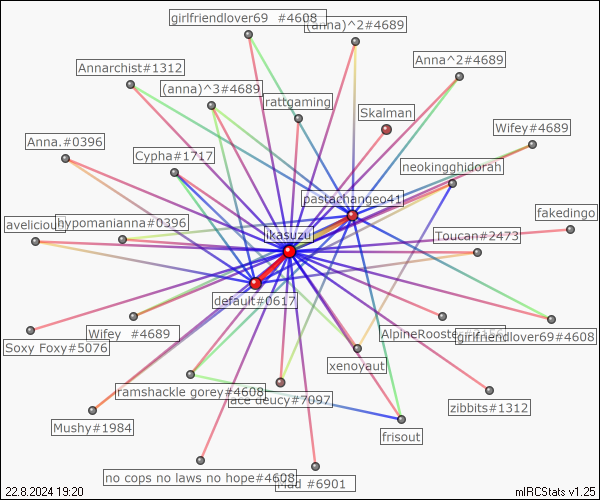 girlfriendlover69 #4608
(anna)^2#4689
Anna^2#4689
Annarchist#1312
(anna)^3#4689
rattgaming
Skalman
Wifey#4689
Anna.#0396
Cypha#1717
neokingghidorah
pastachangeo41
avelicious
hyponanianna#0396
ikasuzu
Toucan#2473
fakedingo
default#0617
Soxy Foxy#5076
Wifey #4689
AlpineRooste
girlfriendlover69#4608
xenoyaut
ramshackle gorey#4608
ace deucy#7097
zibbits#1312
Mushy#1984
frisout
no cops no laws no hope#4608
Mad #6901
22.8.2024 19:20
mIRCStats v1.25